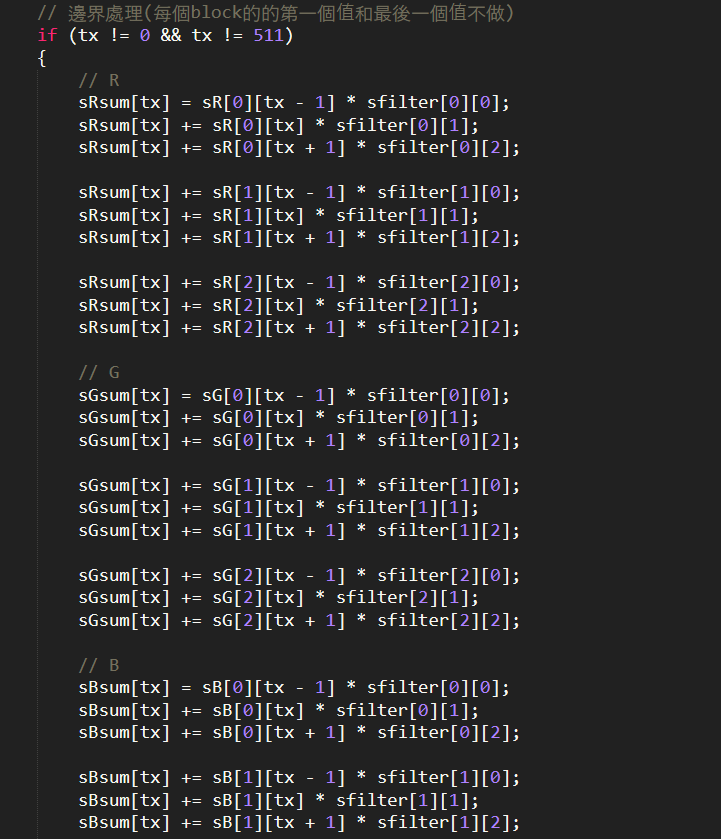 // 邊界處理(每個block的的第一個值和最後一個值不做)
if (tx != 0 && tx != 511)
{
// R
sRsum[tx] = sR[0][tx - 1] * sfilter[0][0];
sRsum[tx] += sR[0][tx] * sfilter[0][1];
sRsum[tx] += sR[0][tx + 1] * sfilter[0][2];
sRsum[tx] += sR[1][tx - 1] * sfilter[1][0];
sRsum[tx] += sR[1][tx] * sfilter[1][1];
sRsum[tx] += sR[1][tx + 1] * sfilter[1][2];
sRsum[tx] += sR[2][tx - 1] * sfilter[2][0];
sRsum[tx] += sR[2][tx] * sfilter[2][1];
sRsum[tx] += sR[2][tx + 1] * sfilter[2][2];
// G
sGsum[tx] = sG[0][tx - 1] * sfilter[0][0];
sGsum[tx] += sG[0][tx] * sfilter[0][1];
sGsum[tx] += sG[0][tx + 1] * sfilter[0][2];
sGsum[tx] += sG[1][tx - 1] * sfilter[1][0];
sGsum[tx] += sG[1][tx] * sfilter[1][1];
sGsum[tx] += sG[1][tx + 1] * sfilter[1][2];
sGsum[tx] += sG[2][tx - 1] * sfilter[2][0];
sGsum[tx] += sG[2][tx] * sfilter[2][1];
sGsum[tx] += sG[2][tx + 1] * sfilter[2][2];
// B
sBsum[tx] = sB[0][tx - 1] * sfilter[0][0];
sBsum[tx] += sB[0][tx] * sfilter[0][1];
sBsum[tx] += sB[0][tx + 1] * sfilter[0][2];
sBsum[tx] += sB[1][tx - 1] * sfilter[1][0];
sBsum[tx] += sB[1][tx] * sfilter[1][1];
sBsum[tx] += sB[1][tx + 1] * sfilter[1][2];